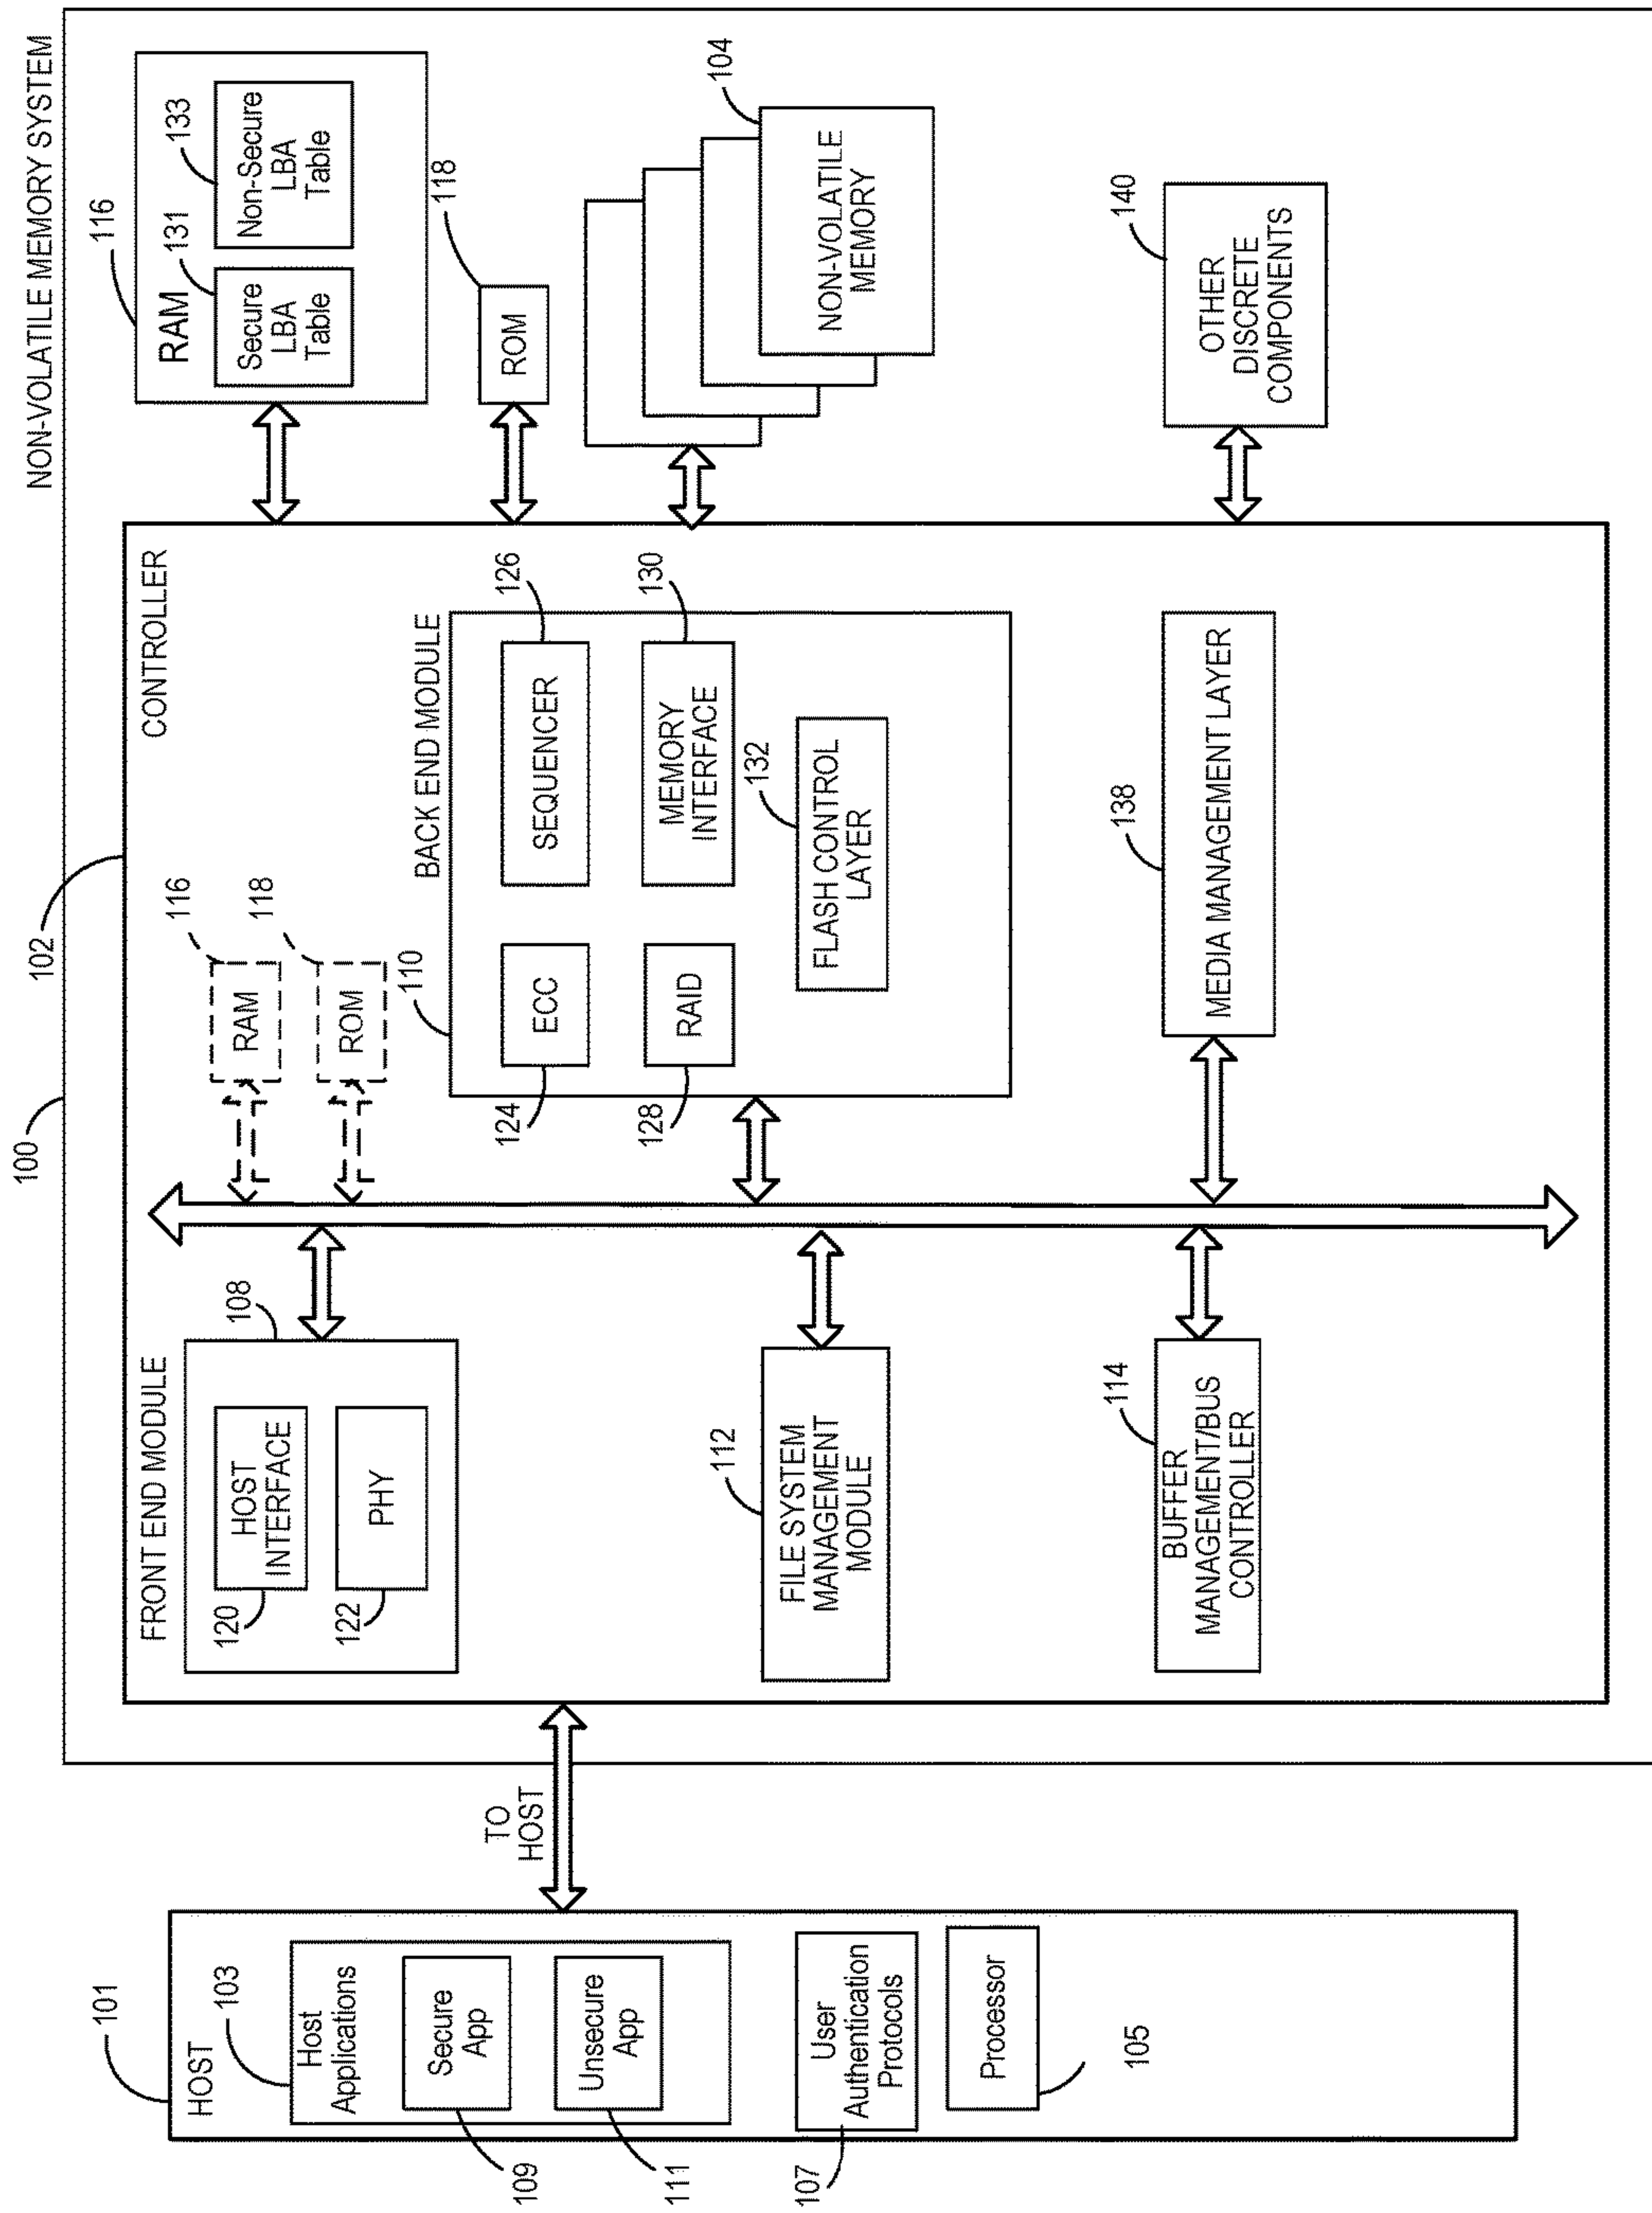 NON-VOLATILE MEMORY SYSTEM
100
102
CONTROLLER
HOST
101
103
Host
Applications
Secure
App
109
Unsecure
App
111
User
Authentication
Protocols
107
Processor
105
TO
HOST
FRONT END MODULE
108
HOST
INTERFACE
120
PHY
122
FILE SYSTEM
MANAGEMENT
MODULE
112
BUFFER
MANAGEMENT/BUS
CONTROLLER
114
RAM
116
ROM
118
BACK END MODULE
110
ECC
124
SEQUENCER
126
RAID
128
MEMORY
INTERFACE
130
FLASH CONTROL
LAYER
132
MEDIA MANAGEMENT LAYER
138
RAM
116
Secure
LBA
Table
131
Non-Secure
LBA
Table
133
ROM
118
NON-VOLATILE
MEMORY
104
OTHER
DISCRETE
COMPONENTS
140